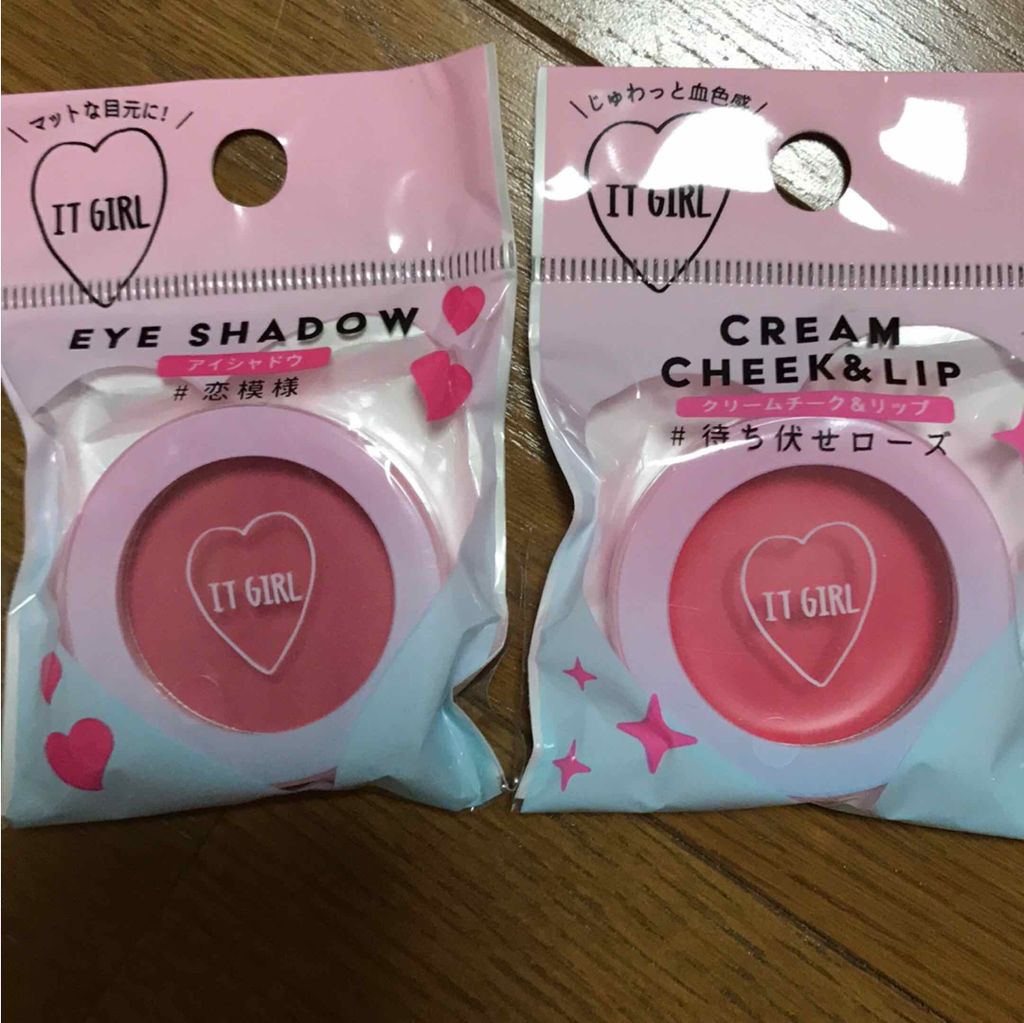 マットな目元に!
IT GIRL
EYE SHADOW
アイシャドウ
#恋模様
IT GIRL
じゅわっと血色感
IT GIRL
CREAM
CHEEK&LIP
クリームチーク&リップ
#待ち伏せローズ
IT GIRL